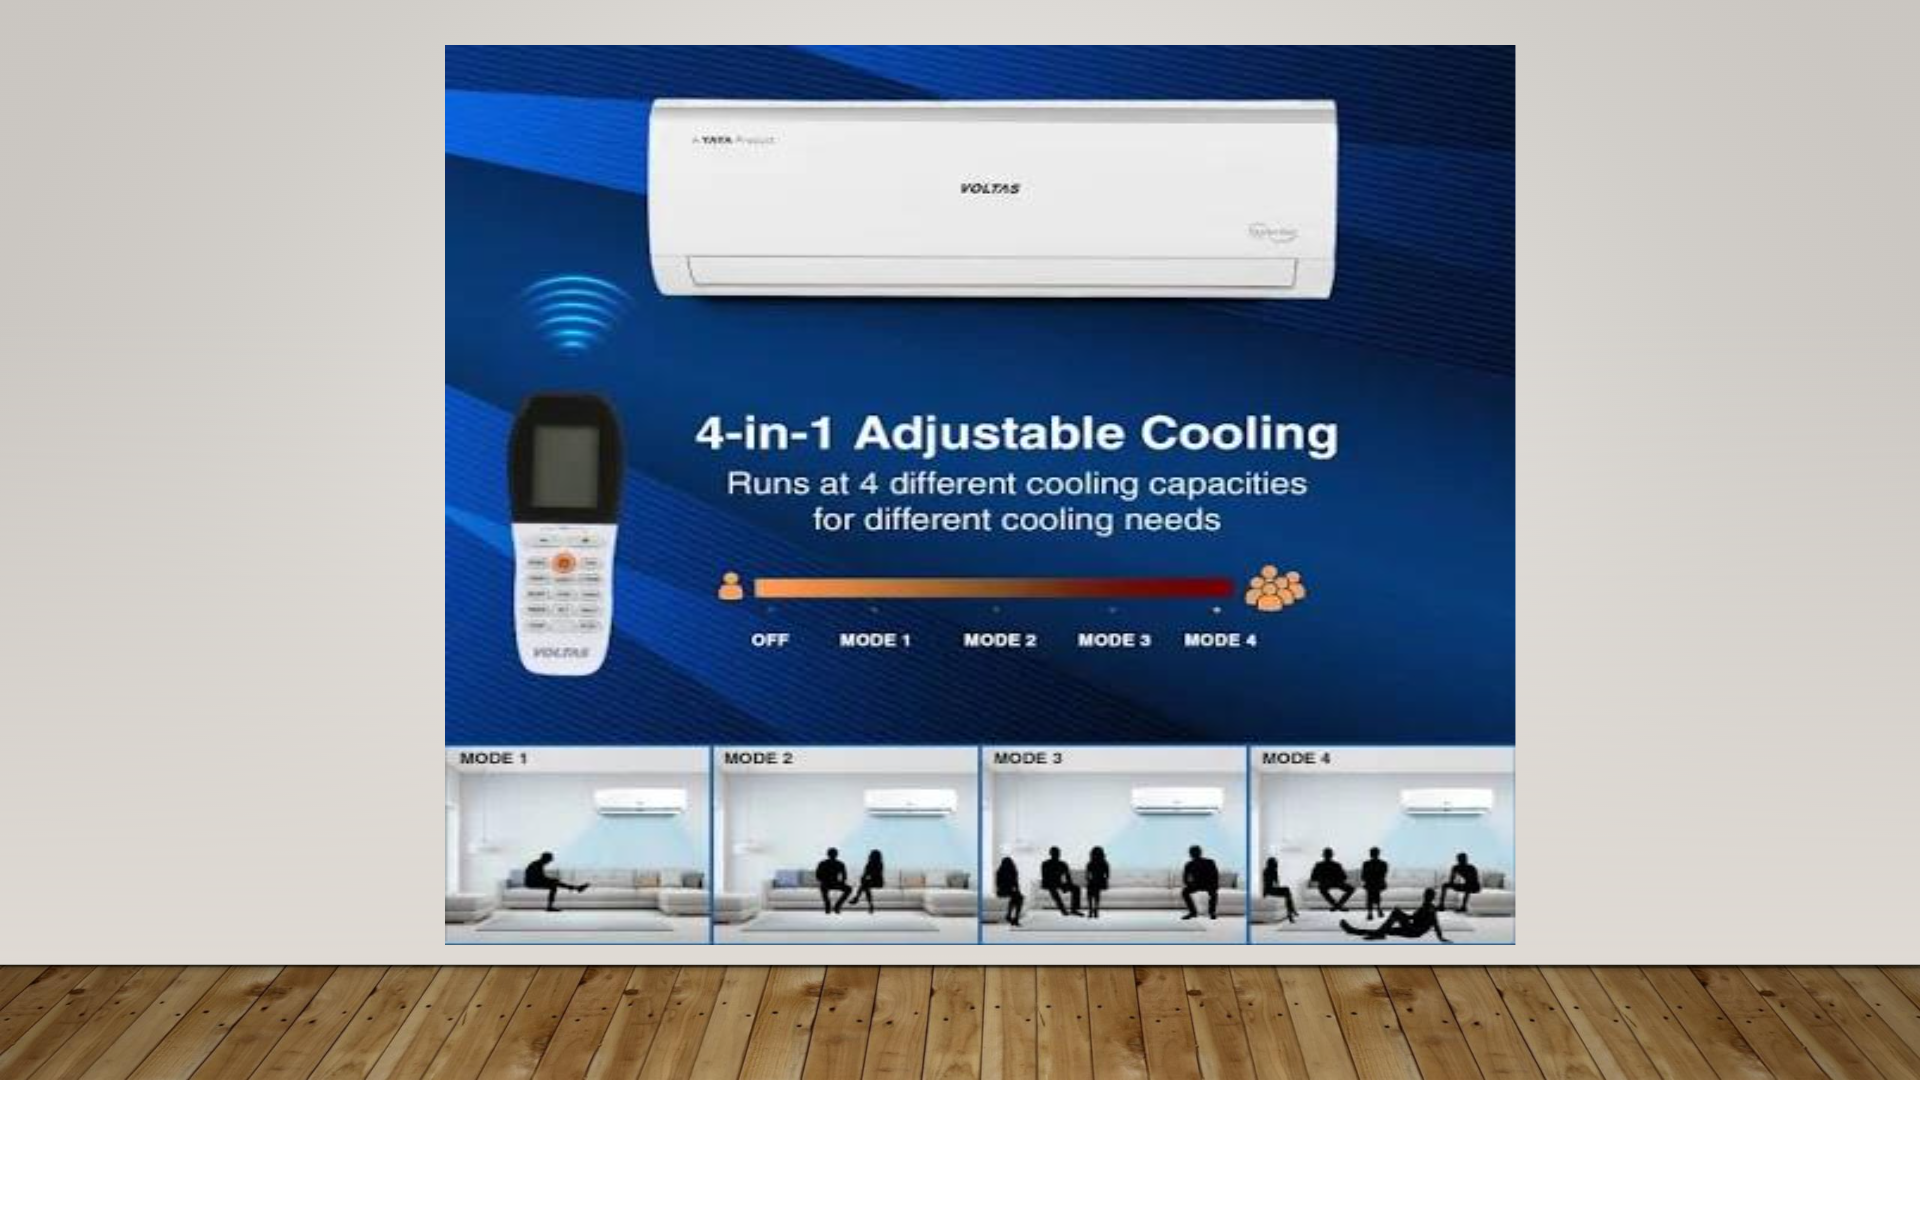 A TATA Product
VOLTAS
4-in-1 Adjustable Cooling
Runs at 4 different cooling capacities
for different cooling needs
OFF MODE 1 MODE 2 MODE 3 MODE 4
VOLTAS
MODE 1 MODE 2 MODE 3 MODE 4